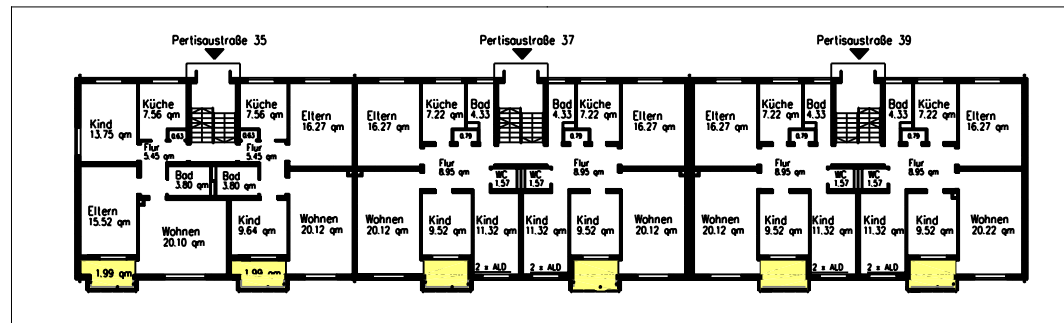 Pertisaustraße 35
Pertisaustraße 37
Pertisaustraße 39
Kind
13.75 qm
Küche
7.56 qm
0.63
Küche
7.56 qm
0.63
Eltern
16.27 qm
Flur
5.45 qm
Flur
5.45 qm
Bad
3.80 qm
Bad
3.80 qm
Eltern
15.52 qm
Wohnen
20.10 qm
Kind
9.64 qm
Wohnen
20.12 qm
1.99 qm
1.99 qm
Eltern
16.27 qm
Küche
7.22 qm
Bad
4.33
0.79
Bad
4.33
Küche
7.22 qm
0.79
Eltern
16.27 qm
Flur
8.95 qm
WC
1.57
WC
1.57
Flur
8.95 qm
Wohnen
20.12 qm
Kind
9.52 qm
Kind
11.32 qm
Kind
11.32 qm
Kind
9.52 qm
Wohnen
20.12 qm
2 x ALD
2 x ALD
Eltern
16.27 qm
Küche
7.22 qm
Bad
4.33
0.79
Bad
4.33
Küche
7.22 qm
0.79
Eltern
16.27 qm
Flur
8.95 qm
WC
1.57
WC
1.57
Flur
8.95 qm
Wohnen
20.12 qm
Kind
9.52 qm
Kind
11.32 qm
Kind
11.32 qm
Kind
9.52 qm
Wohnen
20.22 qm
2 x ALD
2 x ALD